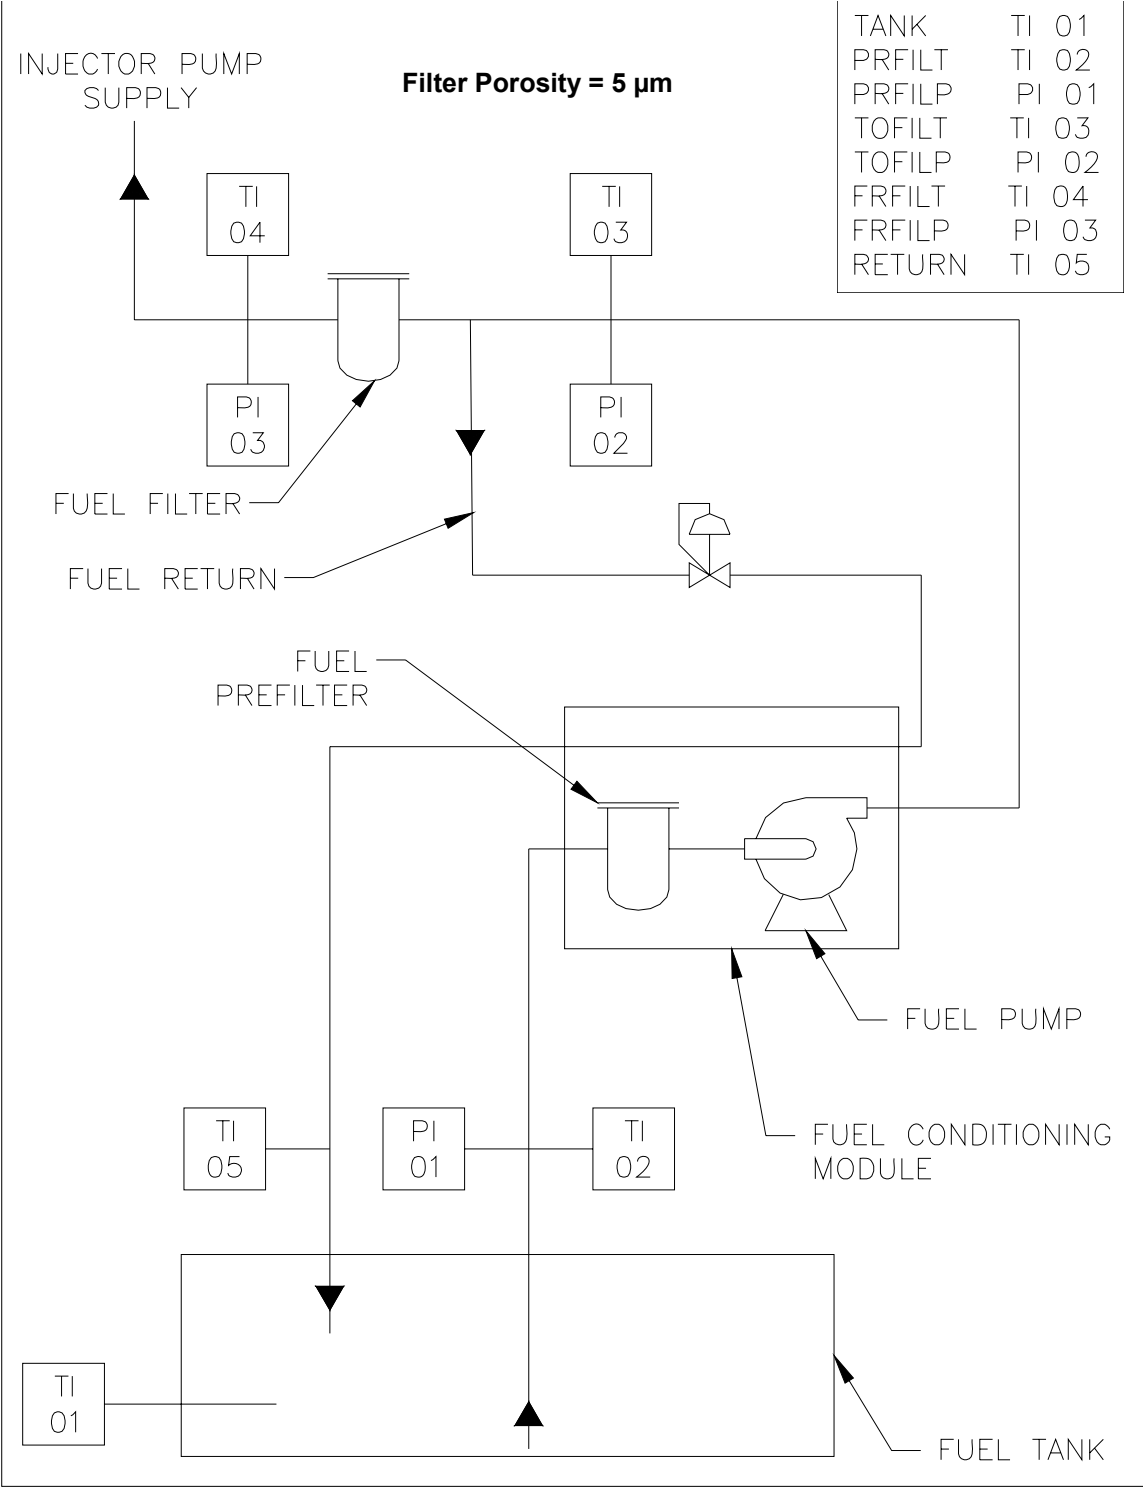 INJECTOR PUMP
SUPPLY
Filter Porosity = 5 µm
TANK TI 01
PRFILT TI 02
PRFILP PI 01
TOFILT TI 03
TOFILP PI 02
FRFILT TI 04
FRFILP PI 03
RETURN TI 05
TI
04
TI
03
PI
03
PI
02
FUEL FILTER
FUEL RETURN
FUEL
PREFILTER
FUEL PUMP
FUEL CONDITIONING
MODULE
TI
05
PI
01
TI
02
TI
01
FUEL TANK